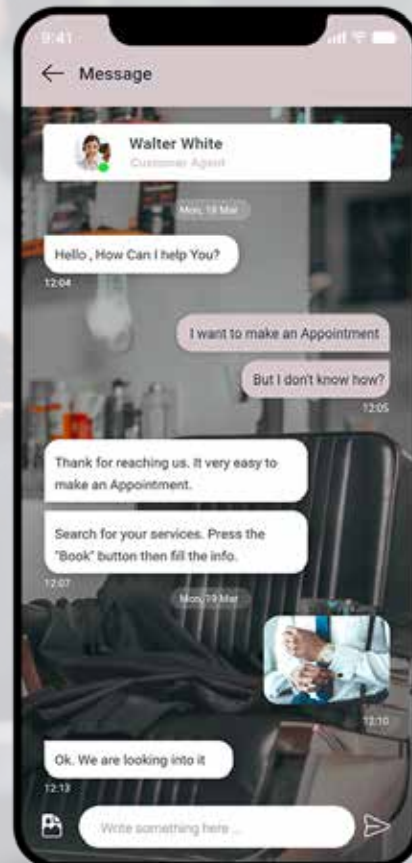 9:41
Message
Walter White
Customer Agent
Mon, 19 Mar
Hello , How Can I help You?
12:04
I want to make an Appointment
But I don't know how?
12:05
Thank for reaching us. It very easy to
make an Appointment.
Search for your services. Press the
"Book" button then fill the info.
12:07
Mon, 19 Mar
12:10
Ok. We are looking into it
12:13
Write something here ...